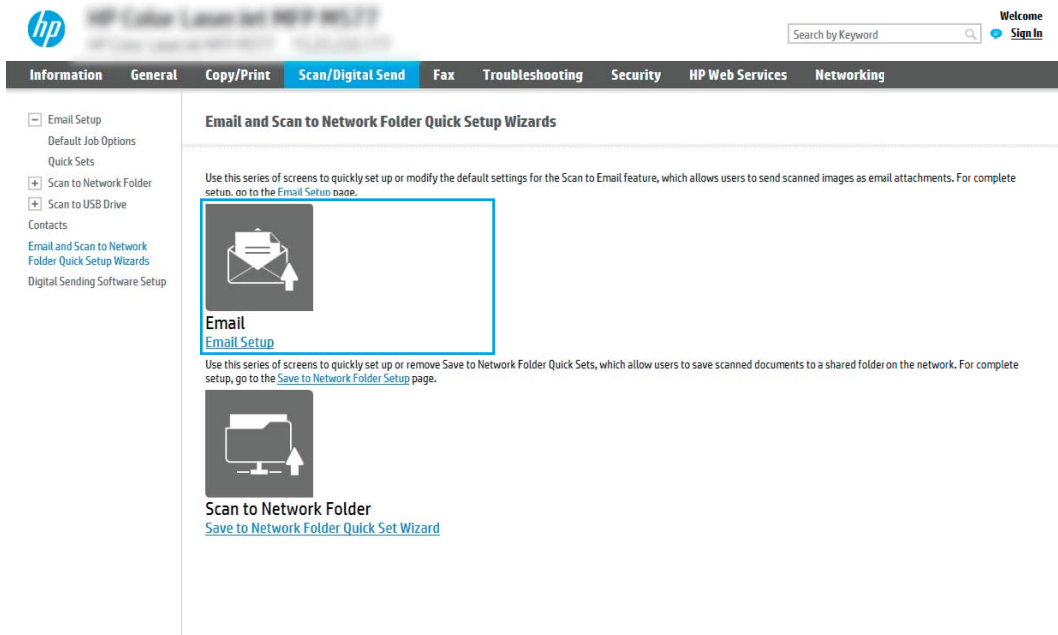 hp
Welcome
Search by Keyword
Sign In
Information General Copy/Print Scan/Digital Send Fax Troubleshooting Security HP Web Services Networking
Email Setup
Default Job Options
Quick Sets
Scan to Network Folder
Scan to USB Drive
Contacts
Email and Scan to Network
Folder Quick Setup Wizards
Digital Sending Software Setup
Email and Scan to Network Folder Quick Setup Wizards
Use this series of screens to quickly set up or modify the default settings for the Scan to Email feature, which allows users to send scanned images as email attachments. For complete
setup, go to the Email Setup page.
Email
Email Setup
Use this series of screens to quickly set up or remove Save to Network Folder Quick Sets, which allow users to save scanned documents to a shared folder on the network. For complete
setup, go to the Save to Network Folder Setup page.
Scan to Network Folder
Save to Network Folder Quick Set Wizard